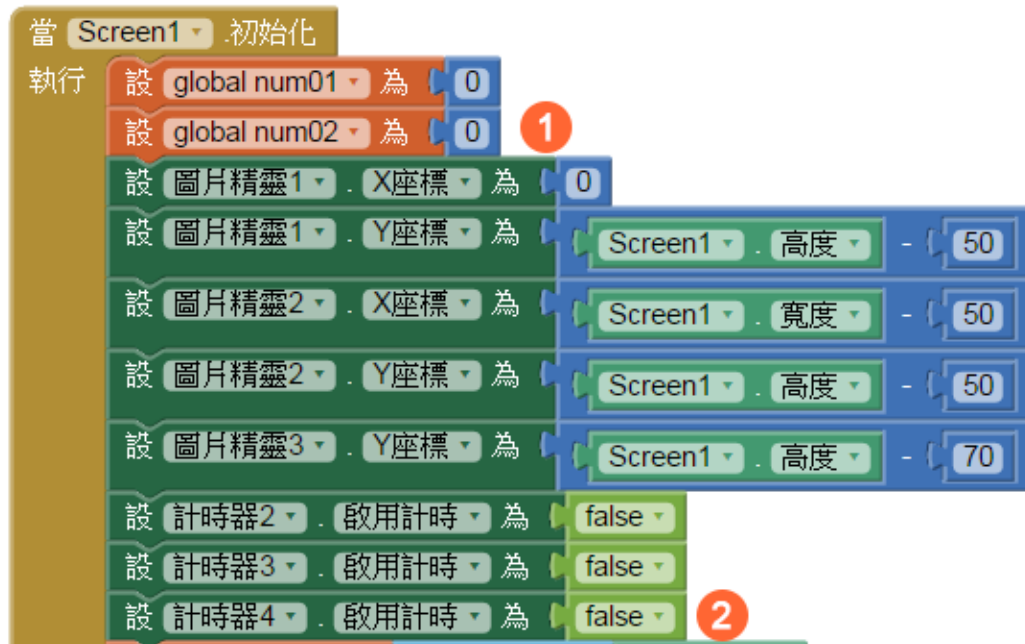 當 Screen1 .初始化
執行 設 global num01 為 0
設 global num02 為 0 1
設 圖片精靈1 . X座標 為 0
設 圖片精靈1 . Y座標 為 Screen1 . 高度 - 50
設 圖片精靈2 . X座標 為 Screen1 . 寬度 - 50
設 圖片精靈2 . Y座標 為 Screen1 . 高度 - 50
設 圖片精靈3 . Y座標 為 Screen1 . 高度 - 70
設 計時器2 . 啟用計時 為 false
設 計時器3 . 啟用計時 為 false
設 計時器4 . 啟用計時 為 false 2